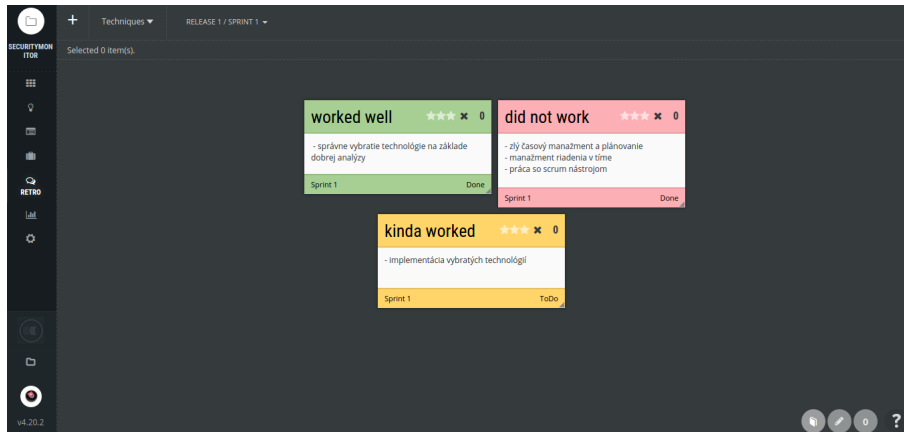 + Techniques ▾ RELEASE 1 / SPRINT 1 ▾
SECURITYMON
ITOR
Selected 0 item(s).
worked well 0
- správne vybratie technológie na základe
dobrej analýzy
Sprint 1 Done
did not work 0
- zlý časový manažment a plánovanie
- manažment riadenia v tíme
- práca so scrum nástrojom
Sprint 1 Done
RETRO
kinda worked 0
- implementácia vybratých technológií
Sprint 1 ToDo
v4.20.2
0 ?